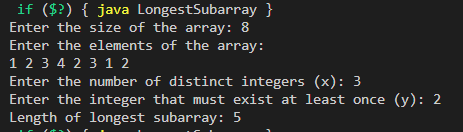 if ($?) { java LongestSubarray }
Enter the size of the array: 8
Enter the elements of the array:
1 2 3 4 2 3 1 2
Enter the number of distinct integers (x): 3
Enter the integer that must exist at least once (y): 2
Length of longest subarray: 5